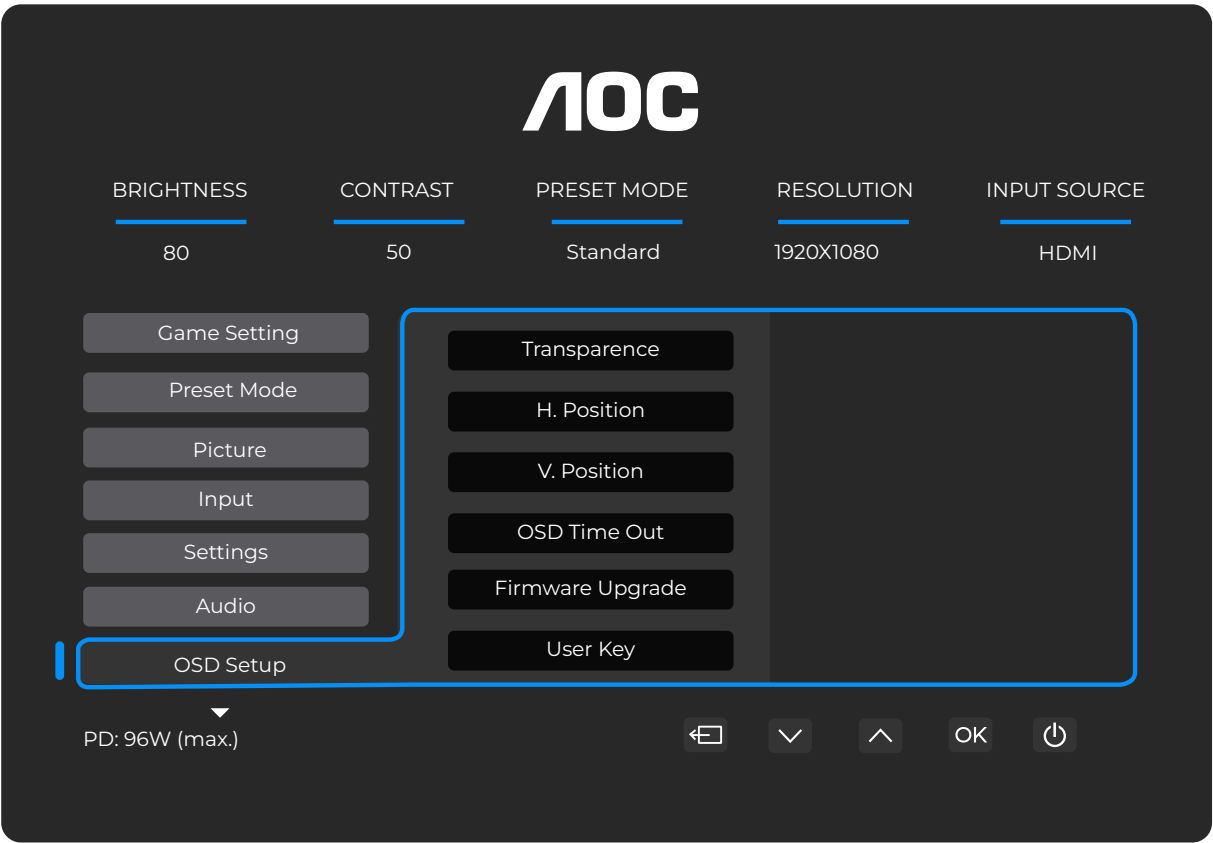 AOC
BRIGHTNESS CONTRAST PRESET MODE RESOLUTION INPUT SOURCE
80 50 Standard 1920X1080 HDMI
Game Setting
Preset Mode
Picture
Input
Settings
Audio
OSD Setup
Transparence
H. Position
V. Position
OSD Time Out
Firmware Upgrade
User Key
PD: 96W (max.)
OK